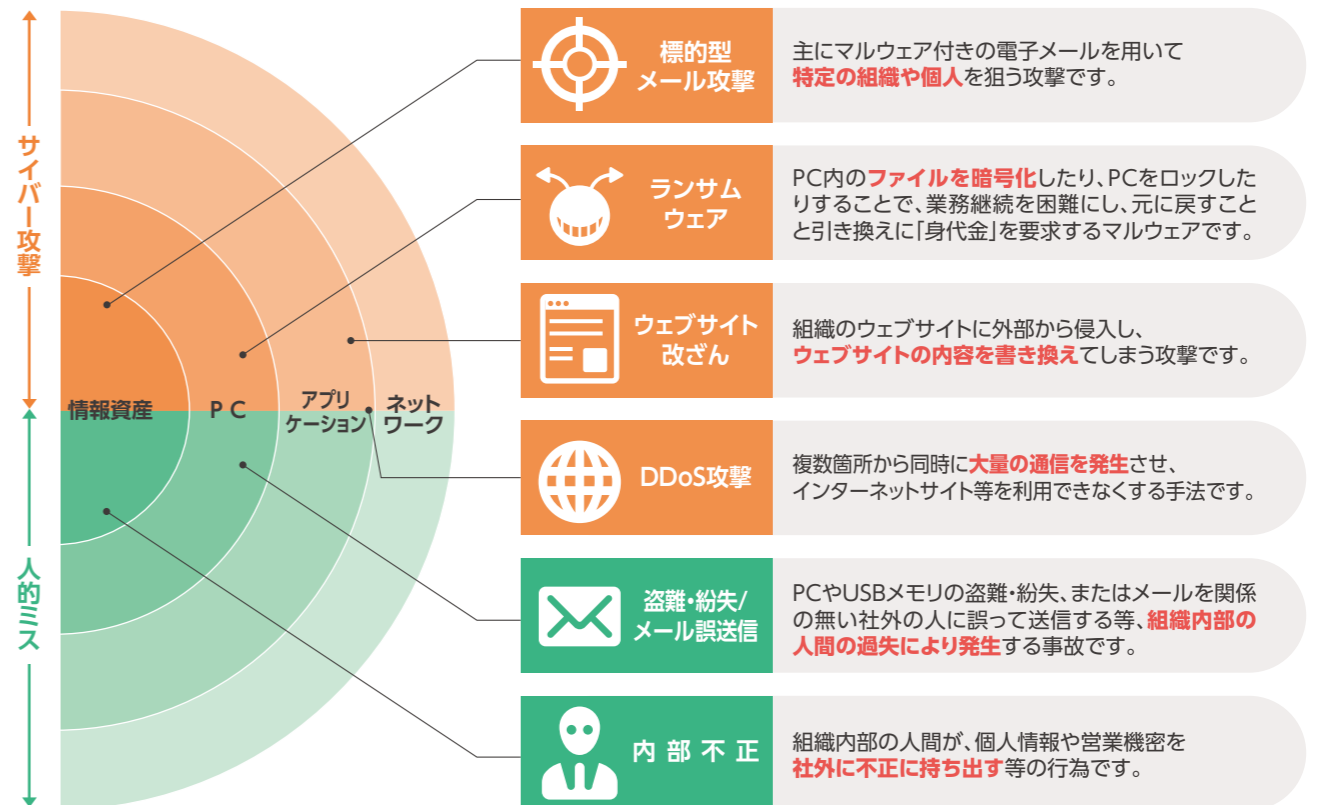 サイバー攻撃
人的ミス
情報資産
PC
アプリ
ケーション
ネット
ワーク
標的型
メール攻撃
主にマルウェア付きの電子メールを用いて
特定の組織や個人を狙う攻撃です。
ランサム
ウェア
PC内のファイルを暗号化したり、PCをロックした
りすることで、業務継続を困難にし、元に戻すこと
と引き換えに「身代金」を要求するマルウェアです。
ウェブサイト
改ざん
組織のウェブサイトに外部から侵入し、
ウェブサイトの内容を書き換えてしまう攻撃です。
DDoS攻撃
複数箇所から同時に大量の通信を発生させ、
インターネットサイト等を利用できなくする手法です。
盗難・紛失/
メール誤送信
PCやUSBメモリの盗難・紛失、またはメールを関係
の無い社外の人に誤って送信する等、組織内部の
人間の過失により発生する事故です。
内部不正
組織内部の人間が、個人情報や営業機密を
社外に不正に持ち出す等の行為です。